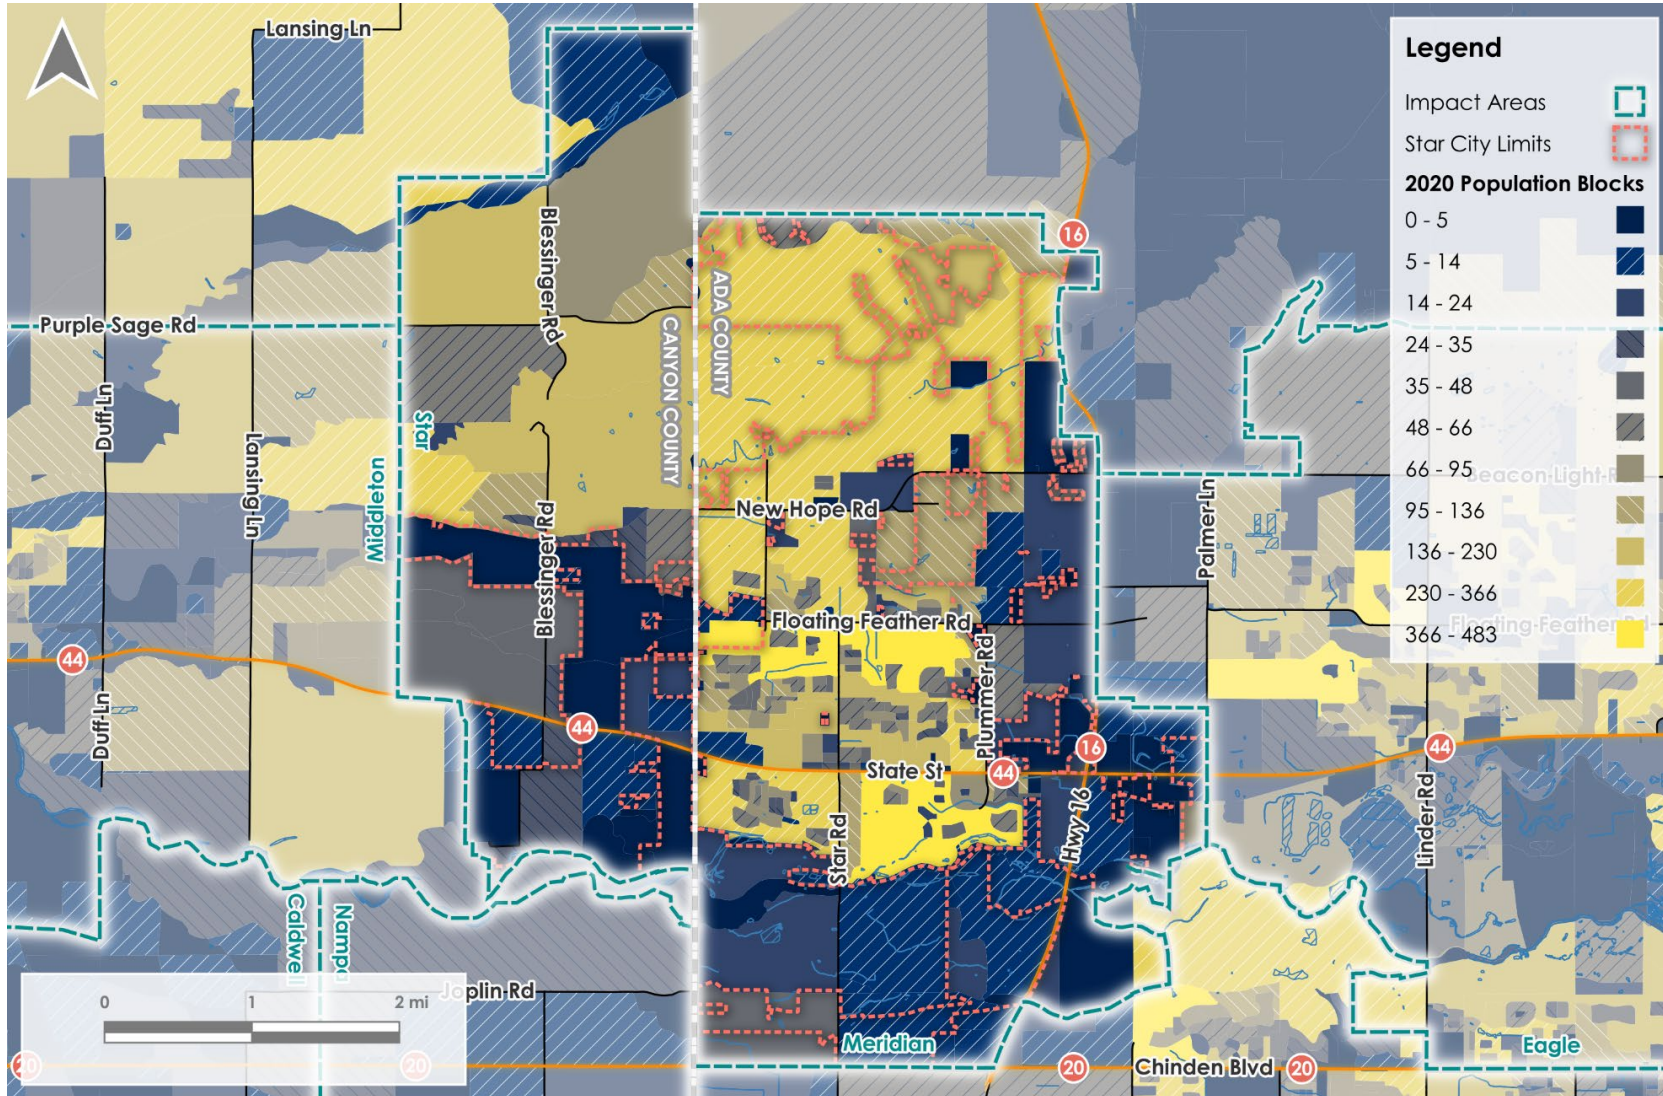 Lansing Ln
Legend
Impact Areas
Star City Limits
2020 Population Blocks
0 - 5
5 - 14
14 - 24
24 - 35
35 - 48
48 - 66
66 - 95
95 - 136
136 - 230
230 - 366
366 - 483
16
Blessinger Rd
ADA COUNTY
CANYON COUNTY
Purple Sage Rd
Duff Ln
Star
Lansing Ln
Middleton
Beacon Light R
New Hope Rd
Palmer Ln
Blessinger Rd
Floating Feather Rd
Floating Feather Rd
Plummer Rd
44
Duff Ln
44
16
44
State St
44
Linder Rd
Hwy 16
Star Rd
Caldwell
Nampa
0
1
2 mi
Joplin Rd
Meridian
Eagle
20
20
20
Chinden Blvd
20